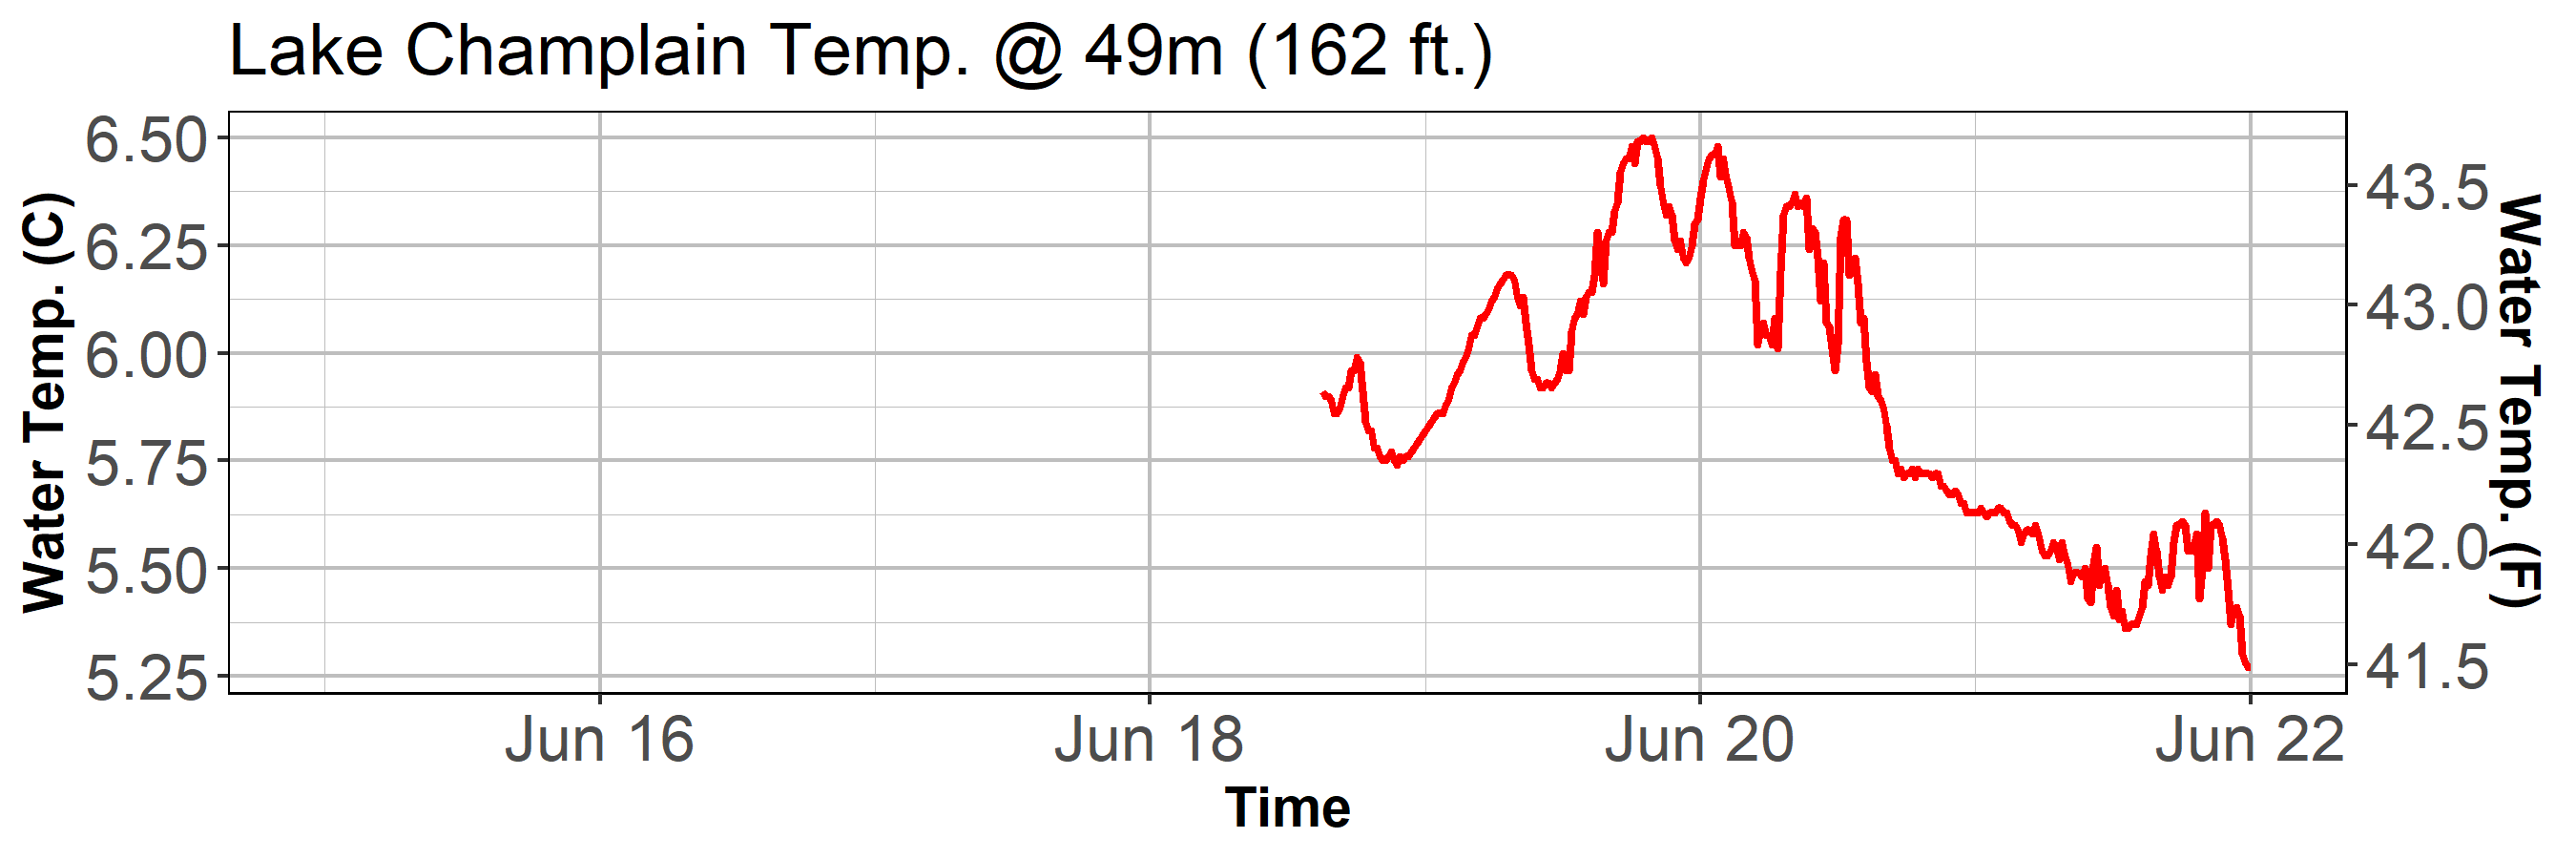 Lake Champlain Temp. @ 49m (162 ft.)
Water Temp. (C)
6.50
6.25
6.00
5.75
5.50
5.25
43.5
43.0
42.5
42.0
41.5
Water Temp. (F)
Jun 16
Jun 18
Jun 20
Jun 22
Time